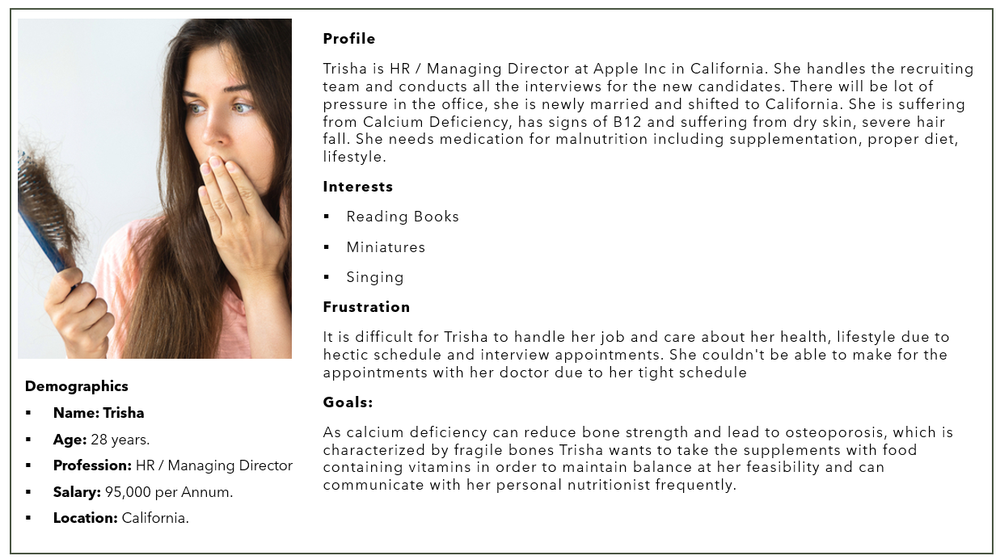 Profile
Trisha is HR / Managing Director at Apple Inc in California. She handles the recruiting
team and conducts all the interviews for the new candidates. There will be lot of
pressure in the office, she is newly married and shifted to California. She is suffering
from Calcium Deficiency, has signs of B12 and suffering from dry skin, severe hair
fall. She needs medication for malnutrition including supplementation, proper diet,
lifestyle.
Interests
▪ Reading Books
▪ Miniatures
▪ Singing
Frustration
It is difficult for Trisha to handle her job and care about her health, lifestyle due to
hectic schedule and interview appointments. She couldn't be able to make for the
appointments with her doctor due to her tight schedule
Goals:
As calcium deficiency can reduce bone strength and lead to osteoporosis, which is
characterized by fragile bones Trisha wants to take the supplements with food
containing vitamins in order to maintain balance at her feasibility and can
communicate with her personal nutritionist frequently.
Demographics
▪ Name: Trisha
▪ Age: 28 years.
▪ Profession: HR / Managing Director
▪ Salary: 95,000 per Annum.
▪ Location: California.